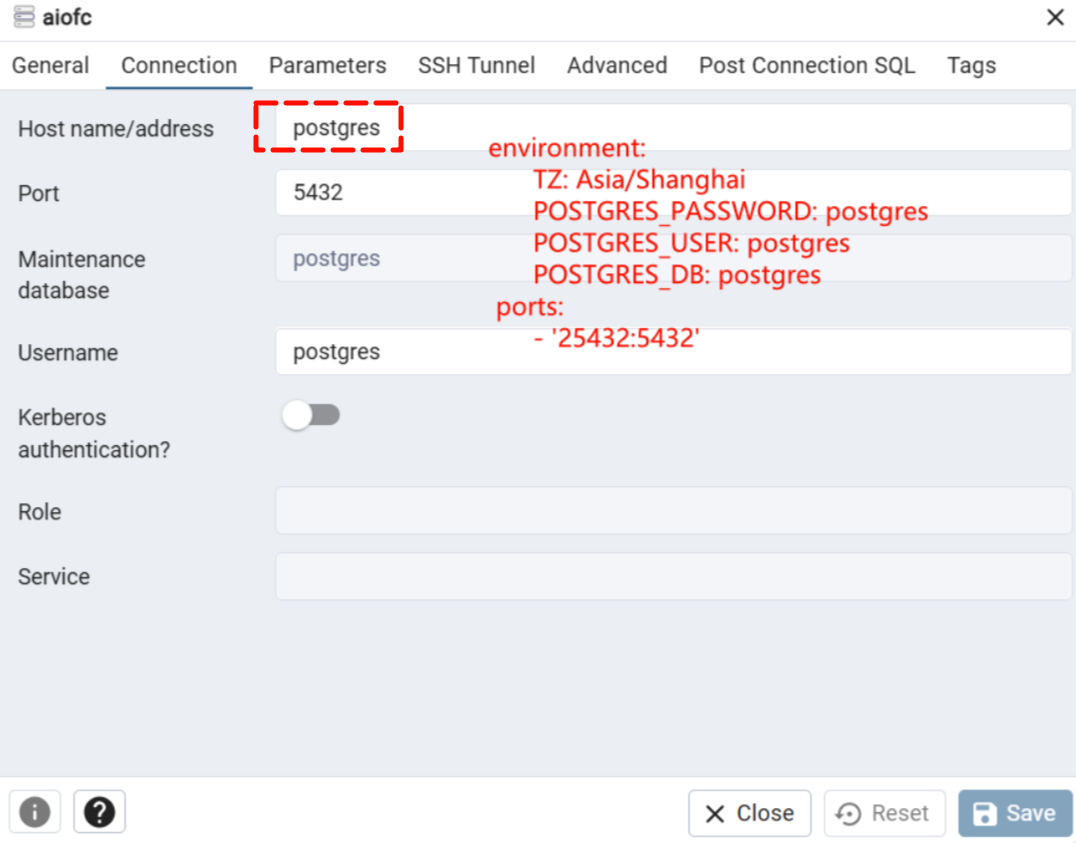 aiofc
General Connection Parameters SSH Tunnel Advanced Post Connection SQL Tags
Host name/address
postgres
environment:
TZ: Asia/Shanghai
POSTGRES_PASSWORD: postgres
POSTGRES_USER: postgres
POSTGRES_DB: postgres
ports:
- '25432:5432'
Port
5432
Maintenance
database
postgres
Username
postgres
Kerberos
authentication?
Role
Service
Close Reset Save